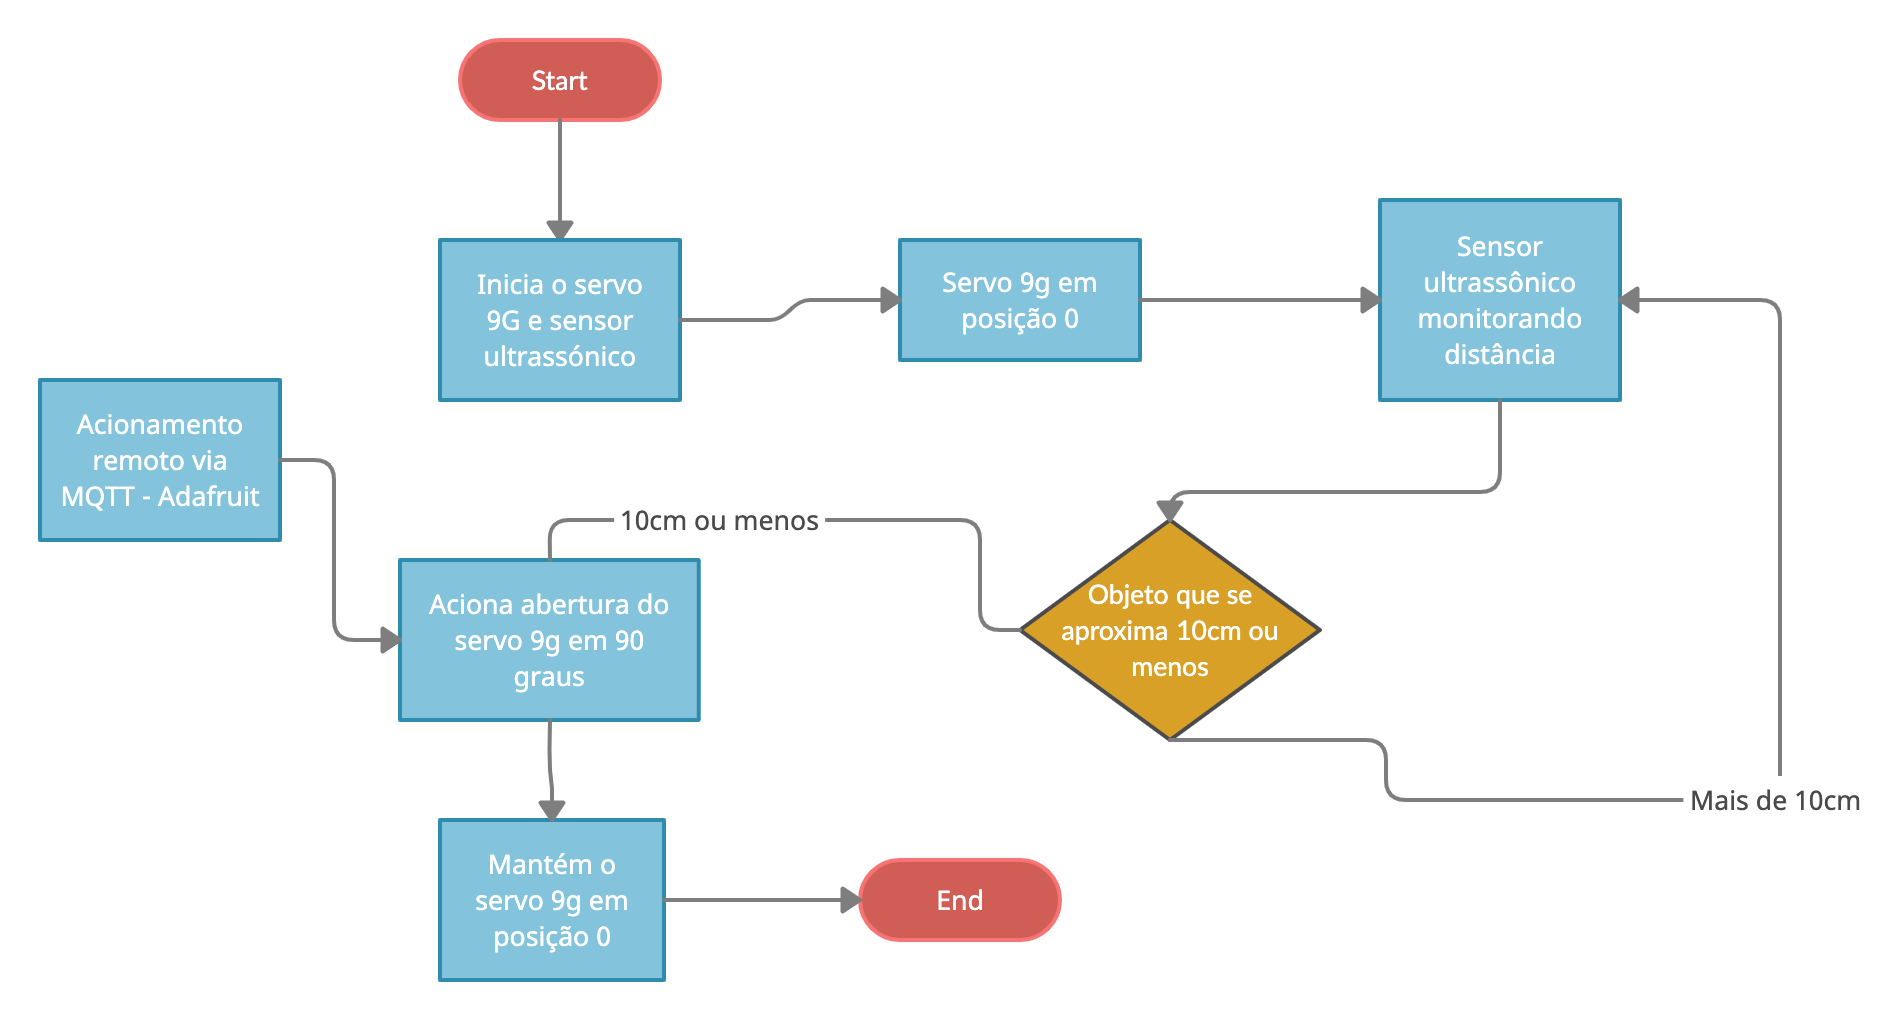 Start
Inicia o servo
9G e sensor
ultrassónico
Servo 9g em
posição 0
Sensor
ultrassônico
monitorando
distância
Acionamento
remoto via
MQTT - Adafruit
10cm ou menos
Aciona abertura do
servo 9g em 90
graus
Objeto que se
aproxima 10cm ou
menos
Mais de 10cm
Mantém o
servo 9g em
posição 0
End